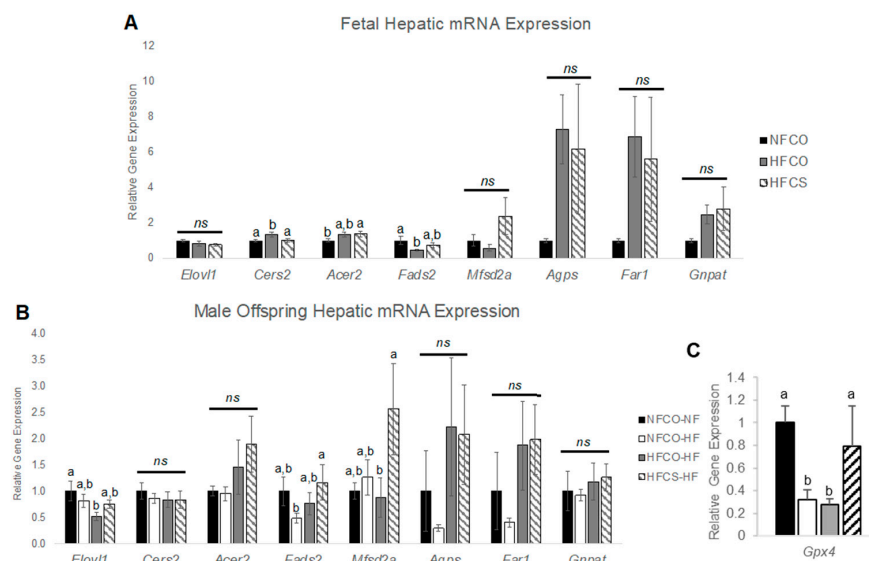 A
Fetal Hepatic mRNA Expression
Relative Gene Expression
12
10
8
6
4
2
0
ns
a b a
b a,b a
a b a,b
ns
ns
ns
ns
Elovl1 Cers2 Acer2 Fads2 Mfsd2a Agps Far1 Gnpat
NFCO
HFCO
HFCS
B
Male Offspring Hepatic mRNA Expression
Relative Gene Expression
4.0
3.5
3.0
2.5
2.0
1.5
1.0
0.5
0.0
a a,b b a,b
ns
ns
a,b b a,b a
a,b a,b b a
ns
ns
ns
Elovl1 Cers2 Acer2 Fads2 Mfsd2a Agps Far1 Gnpat
NFCO-NF
NFCO-HF
HFCO-HF
HFCS-HF
C
Relative Gene Expression
1.4
1.2
1
0.8
0.6
0.4
0.2
0
a b b a
Gpx4